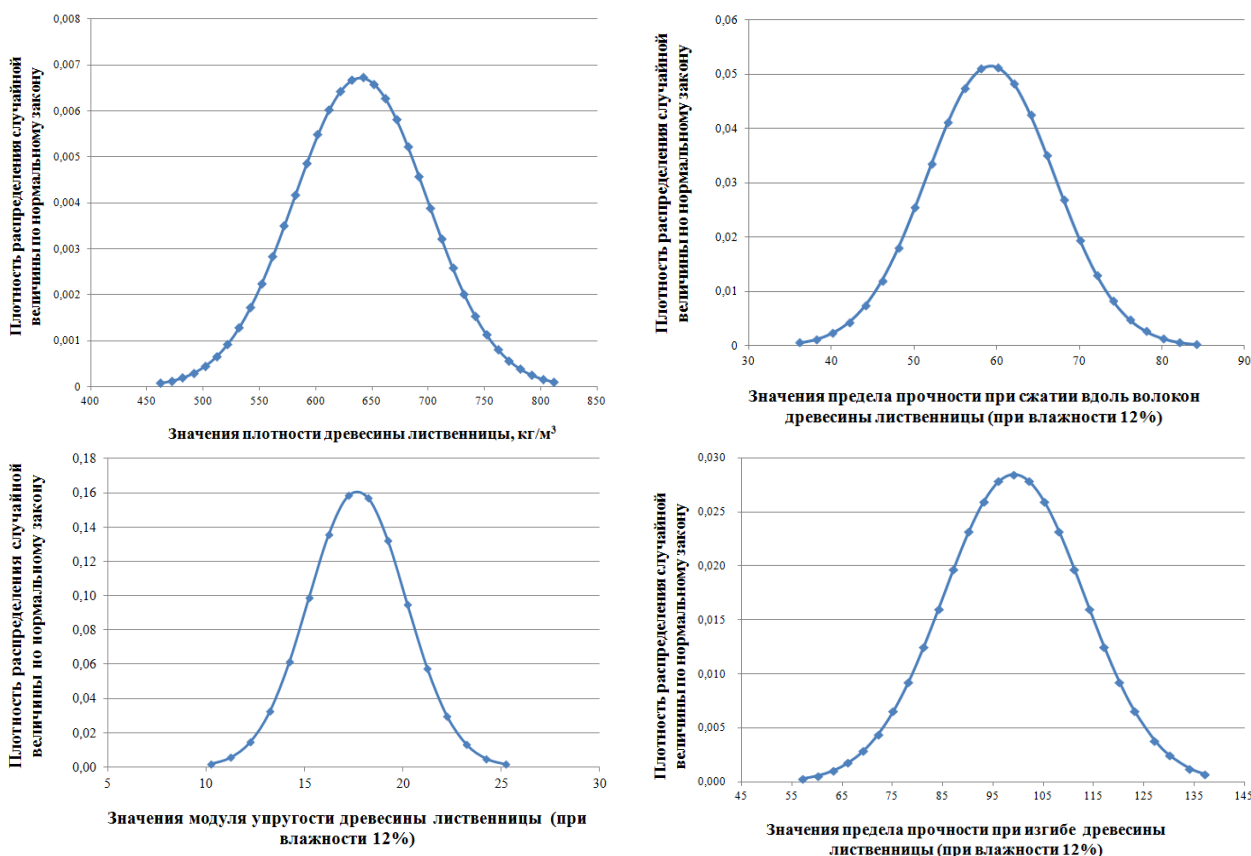 Плотность распределения случайной
величины по нормальному закону
0,008
0,007
0,006
0,005
0,004
0,003
0,002
0,001
0
400 450 500 550 600 650 700 750 800 850
Значения плотности древесины лиственницы, кг/м³
Плотность распределения случайной
величины по нормальному закону
0,06
0,05
0,04
0,03
0,02
0,01
0
30 40 50 60 70 80 90
Значения предела прочности при сжатии вдоль волокон
древесины лиственницы (при влажности 12%)
Плотность распределения случайной
величины по нормальному закону
0,18
0,16
0,14
0,12
0,10
0,08
0,06
0,04
0,02
0,00
5 10 15 20 25 30
Значения модуля упругости древесины лиственницы (при
влажности 12%)
Плотность распределения случайной
величины по нормальному закону
0,030
0,025
0,020
0,015
0,010
0,005
0,000
45 55 65 75 85 95 105 115 125 135 145
Значения предела прочности при изгибе древесины
лиственницы (при влажности 12%)